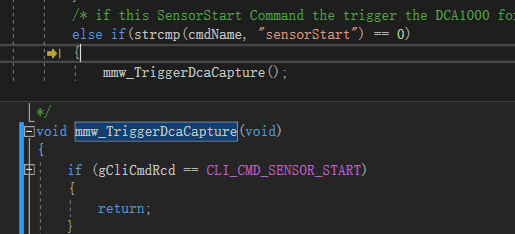 /* if this SensorStart Command the trigger the DCA1000 for
else if(strcmp(cmdName, "sensorStart") == 0)
{
mmw_TriggerDcaCapture();
*/
void mmw_TriggerDcaCapture(void)
{
if (gCliCmdRcd == CLI_CMD_SENSOR_START)
{
return;
}